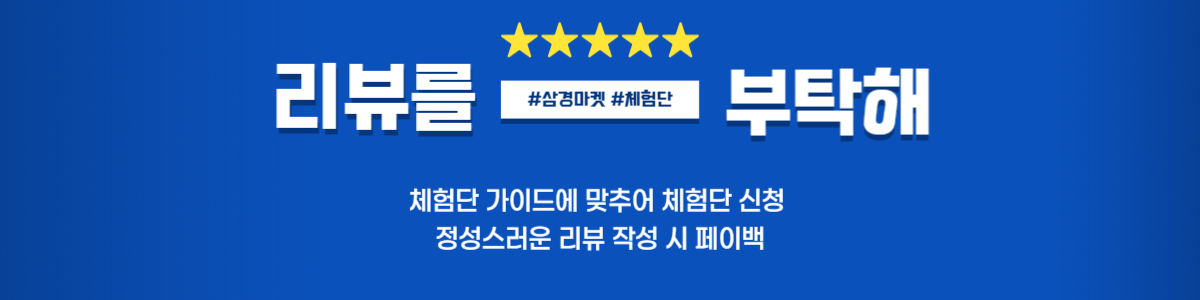 리뷰를
#삼경마켓 #체험단
부탁해
체험단 가이드에 맞추어 체험단 신청
정성스러운 리뷰 작성 시 페이백